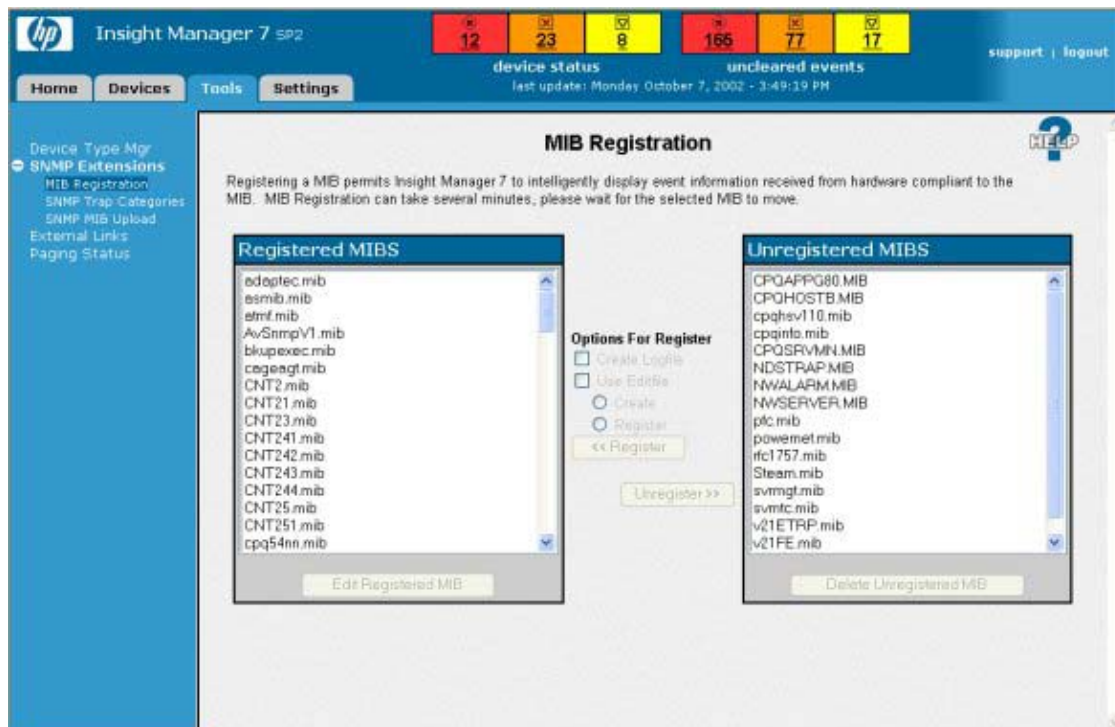 hp
Insight Manager 7 SP2
12 23 8 166 77 17
device status uncleared events
last update: Monday October 7, 2002 - 3:49:19 PM
support | logout
Home Devices Tools Settings
Device Type Mgr
SNMP Extensions
MIB Registration
SNMP Trap Categories
SNMP MIB Upload
External Links
Paging Status
MIB Registration
HELP
Registering a MIB permits Insight Manager 7 to intelligently display event information received from hardware compliant to the
MIB. MIB Registration can take several minutes, please wait for the selected MIB to move.
Registered MIBS
adaptec.mib
asmib.mib
atmf.mib
AvSnmpV1.mib
bkupexec.mib
cageagt.mib
CNT2.mib
CNT21.mib
CNT23.mib
CNT241.mib
CNT242.mib
CNT243.mib
CNT244.mib
CNT25.mib
CNT251.mib
cpq54nn.mib
Edit Registered MIB
Options For Register
Create Logfile
Use Editfile
Create
Register
<< Register
Unregister >>
Unregistered MIBS
CPQAPPG80.MIB
CPQHOSTB.MIB
cpqhsv110.mib
cpqinfo.mib
CPQSRVMN.MIB
NDSTRAP.MIB
NWALARM.MIB
NWSERVER.MIB
pfc.mib
powernet.mib
rfc1757.mib
Steam.mib
svrmgt.mib
svrntc.mib
v21ETRP.mib
v21FE.mib
Delete Unregistered MIB